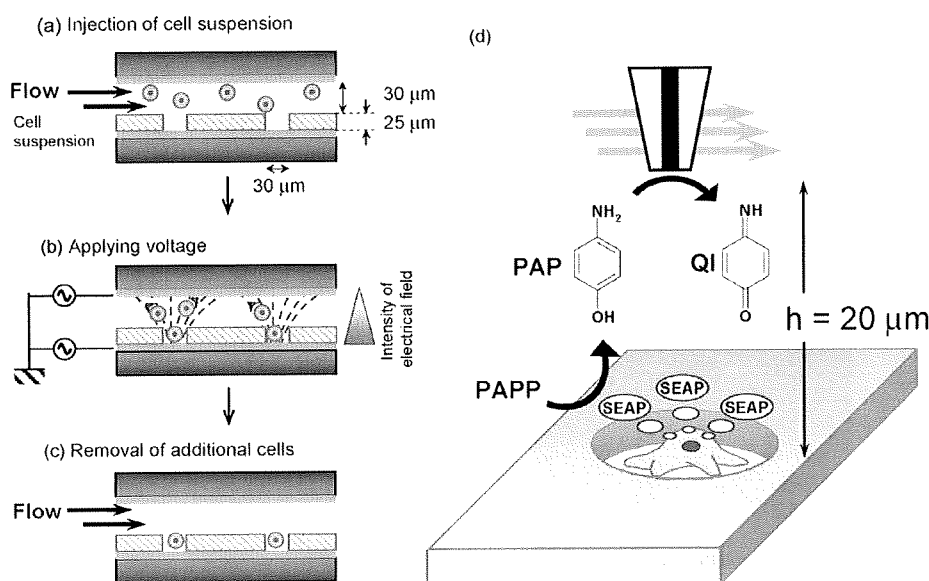 (a) Injection of cell suspension
Flow
Cell
suspension
30 μm
25 μm
30 μm
(b) Applying voltage
Intensity of
electrical field
(c) Removal of additional cells
Flow
(d)
NH2
PAP
OH
NH
QI
O
h = 20 μm
PAPP
SEAP
SEAP
SEAP